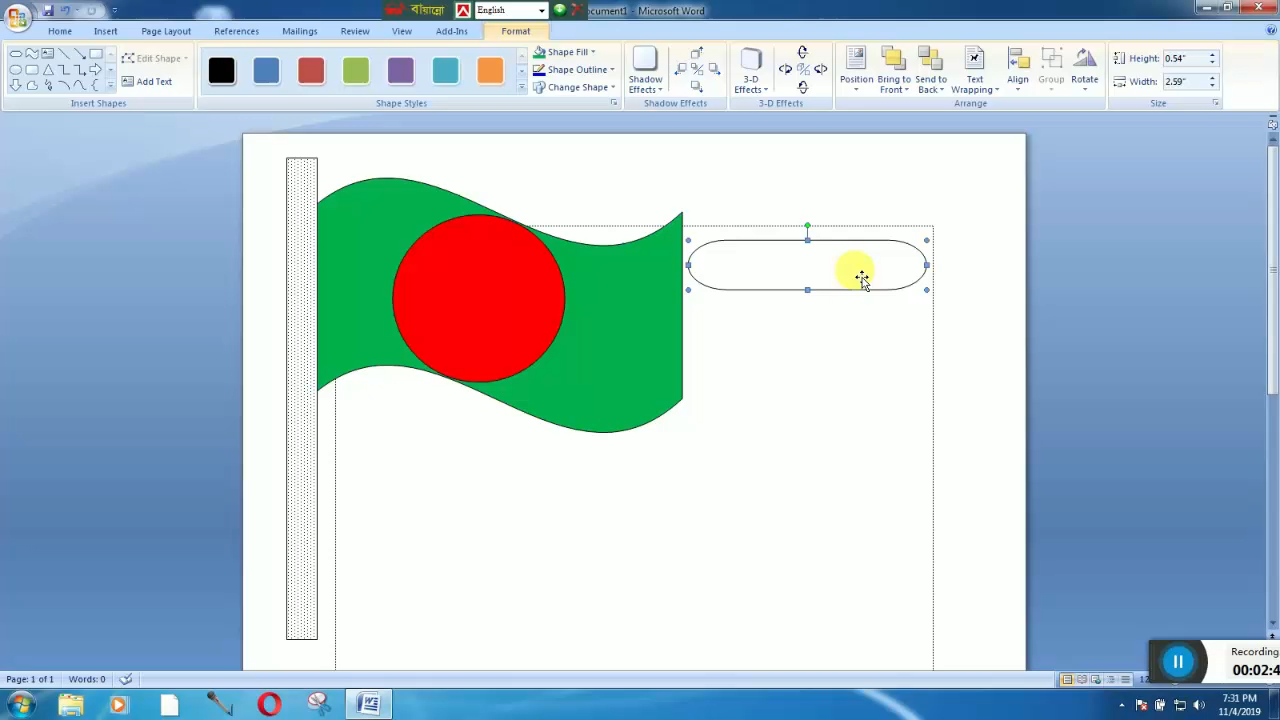 বায়ান্নো English ocument1 - Microsoft Word
Home Insert Page Layout References Mailings Review View Add-Ins Format
Edit Shape
Add Text
Insert Shapes
Shape Fill
Shape Outline
Change Shape
Shape Styles
Shadow
Effects
Shadow Effects
3-D
Effects
3-D Effects
Position Bring to Front Send to Back Text Wrapping Align Group Rotate
Arrange
Height: 0.54"
Width: 2.59"
Size
Recording
00:02:4
Page: 1 of 1 Words: 0
7:31 PM
11/4/2019